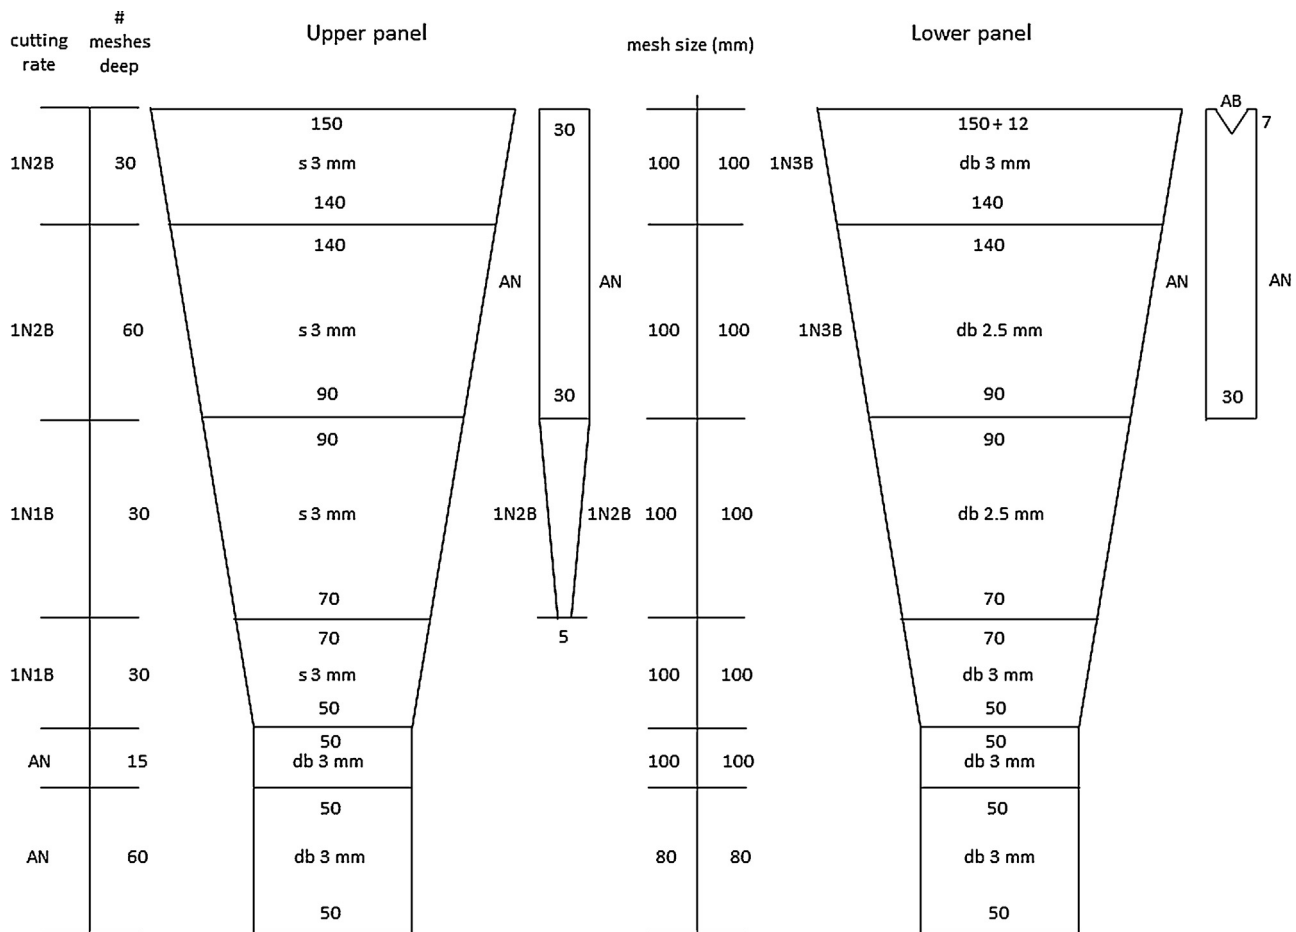 cutting
rate
#
meshes
deep
Upper panel
mesh size (mm)
Lower panel
150
30
150 + 12
AB
7
1N2B
30
s 3 mm
100
100
1N3B
db 3 mm
140
140
140
140
AN
AN
AN
AN
1N2B
60
s 3 mm
100
100
1N3B
db 2.5 mm
90
30
90
30
90
90
1N1B
30
s 3 mm
1N2B
1N2B
100
100
db 2.5 mm
70
70
70
5
70
1N1B
30
s 3 mm
100
100
db 3 mm
50
50
50
50
AN
15
db 3 mm
100
100
db 3 mm
50
50
AN
60
db 3 mm
80
80
db 3 mm
50
50